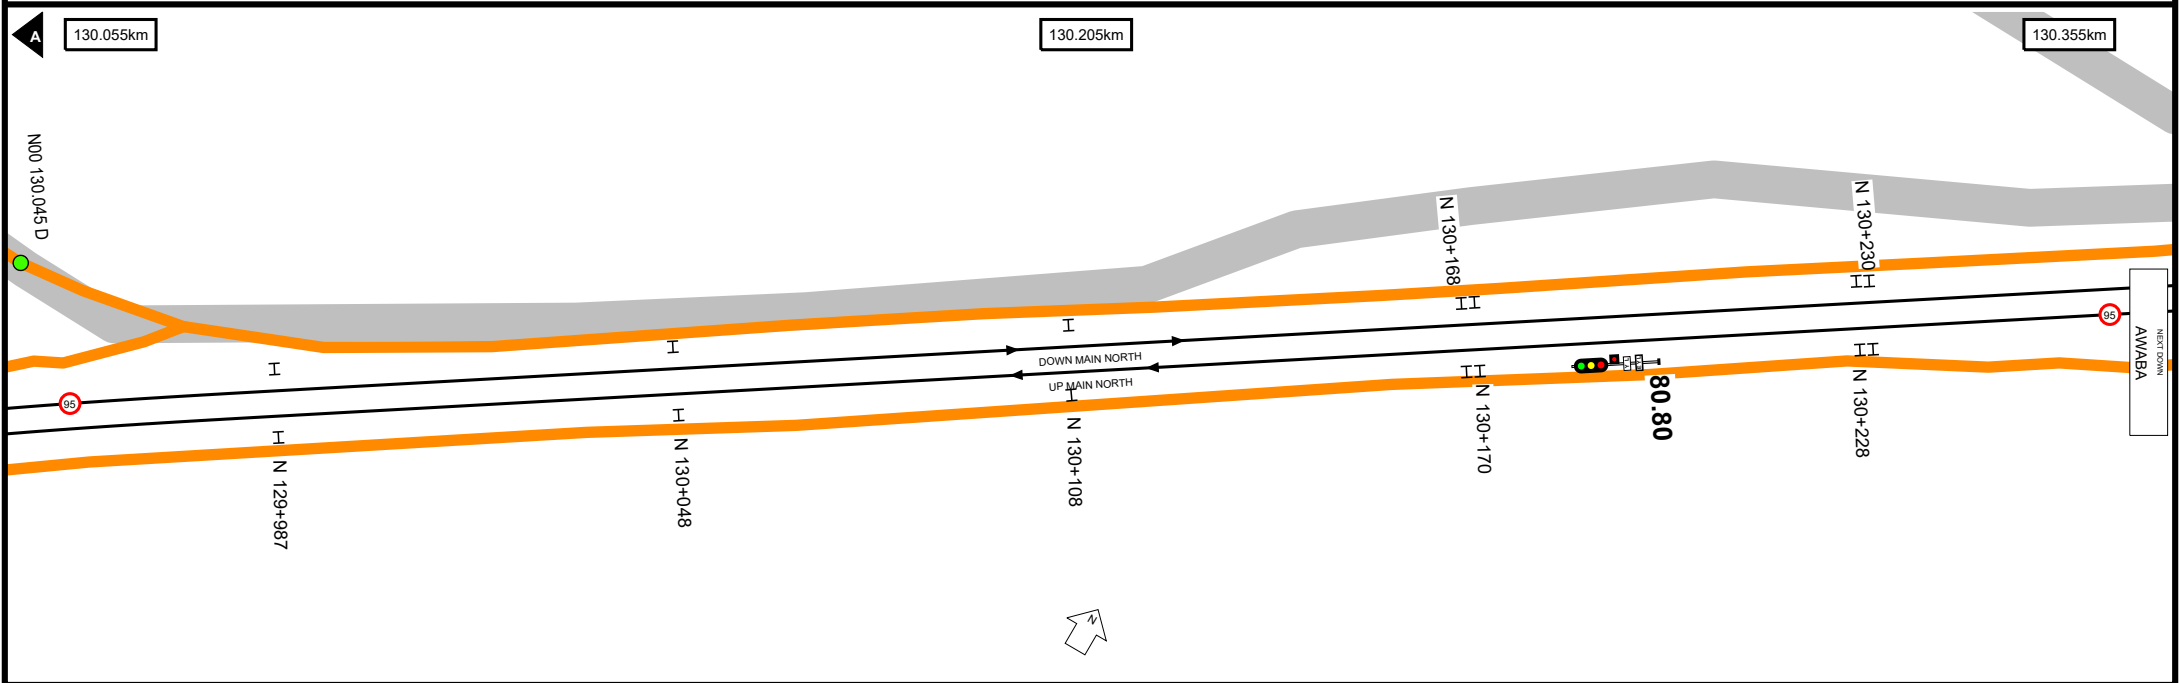 A
130.055km
130.205km
130.355km
N00 130.045 D
N 130+168
N 130+230
NEXT DOWN
AWABA
95
DOWN MAIN NORTH
UP MAIN NORTH
95
80.80
N 129+987
N 130+048
N 130+108
N 130+170
N 130+228
N